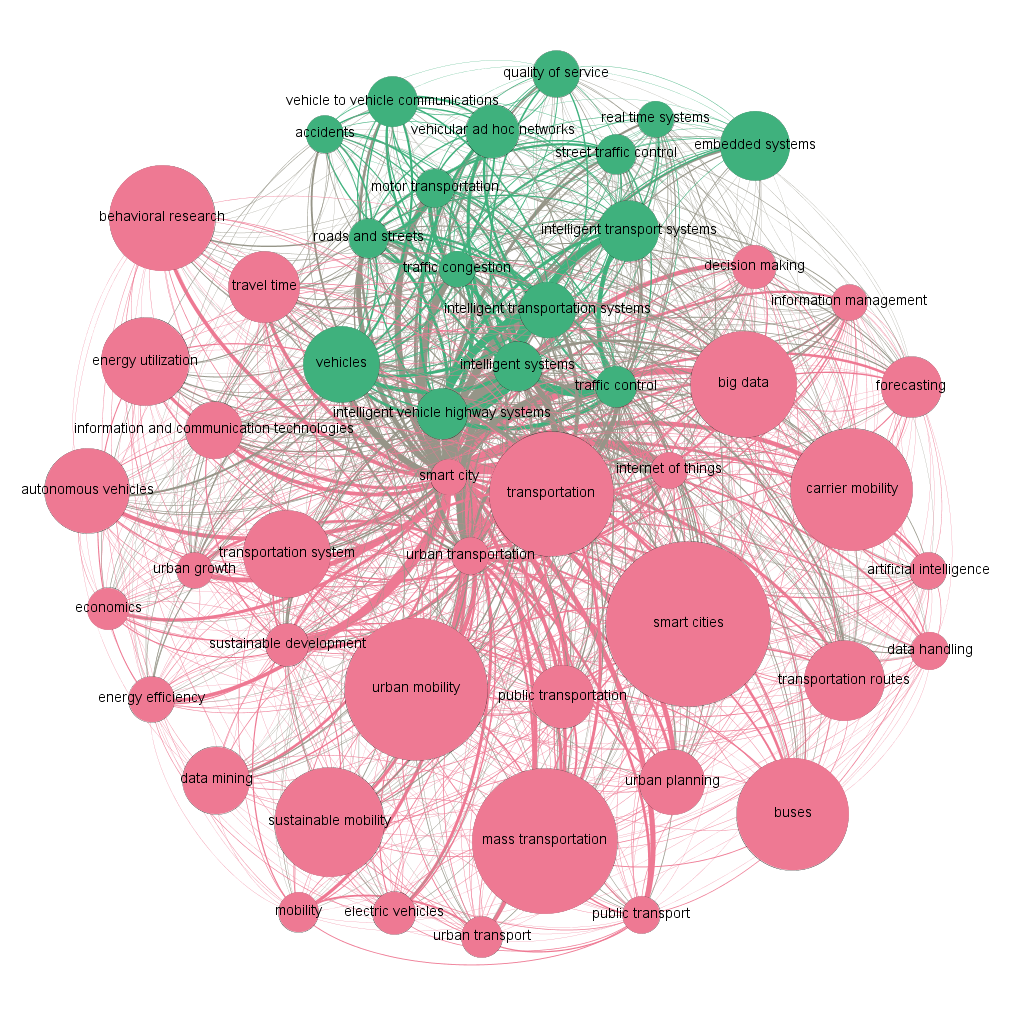 quality of service
vehicle to vehicle communications
real time systems
accidents
vehicular ad hoc networks
embedded systems
street traffic control
motor transportation
behavioral research
intelligent transport systems
roads and streets
traffic congestion
decision making
travel time
information management
intelligent transportation systems
energy utilization
vehicles
intelligent systems
big data
forecasting
traffic control
intelligent vehicle highway systems
information and communication technologies
smart city
internet of things
autonomous vehicles
transportation
carrier mobility
transportation system
urban transportation
urban growth
artificial intelligence
economics
smart cities
sustainable development
data handling
urban mobility
transportation routes
energy efficiency
public transportation
data mining
urban planning
sustainable mobility
buses
mass transportation
mobility
electric vehicles
public transport
urban transport